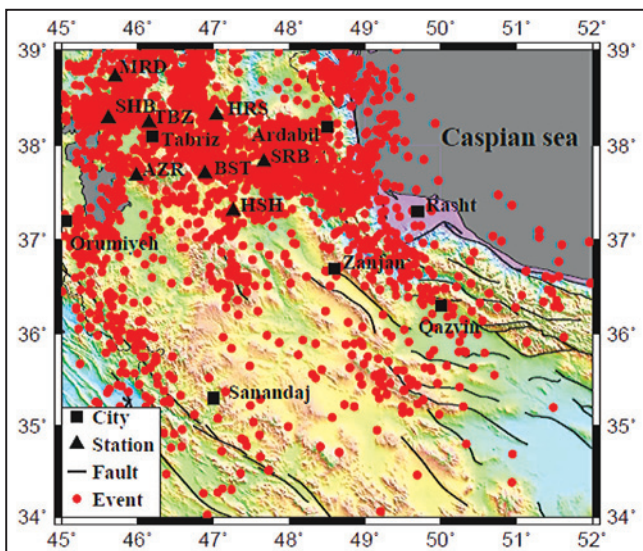 45° 46° 47° 48° 49° 50° 51° 52°
39° 39°
MRD
SHB TBZ HRS
Ardabil
38° Tabriz 38°
Caspian sea
AZR BST SRB
HSH Rasht
37° 37°
Orumiyeh
Zanjan
Qazvin
36° 36°
Sanandaj
35° 35°
City
Station
Fault
Event
34° 34°
45° 46° 47° 48° 49° 50° 51° 52°